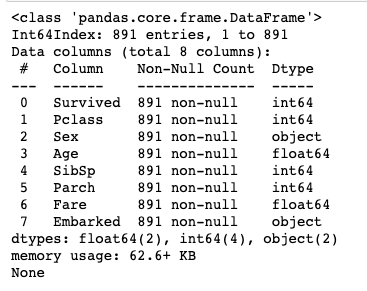 <class 'pandas.core.frame.DataFrame'>
Int64Index: 891 entries, 1 to 891
Data columns (total 8 columns):
 #   Column    Non-Null Count  Dtype
---  ------    --------------  -----
 0   Survived  891 non-null    int64
 1   Pclass    891 non-null    int64
 2   Sex       891 non-null    object
 3   Age       891 non-null    float64
 4   SibSp     891 non-null    int64
 5   Parch     891 non-null    int64
 6   Fare      891 non-null    float64
 7   Embarked  891 non-null    object
dtypes: float64(2), int64(4), object(2)
memory usage: 62.6+ KB
None